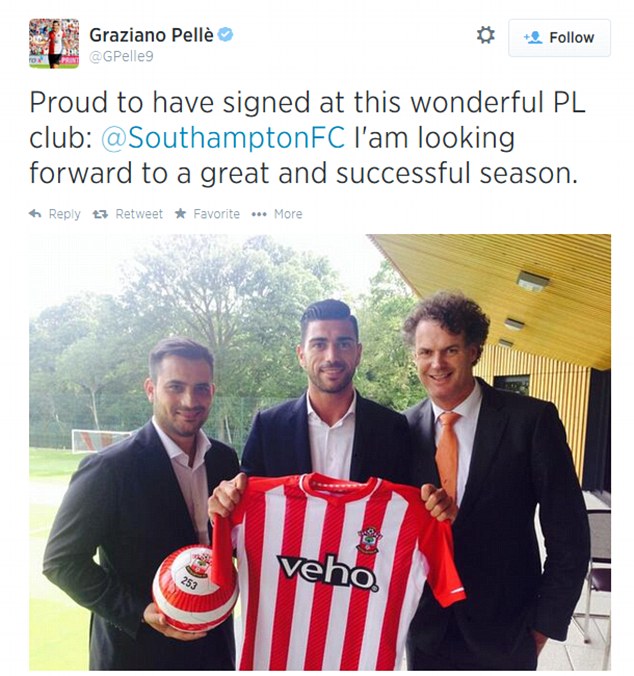 Graziano Pellè
@GPelle9
Follow
Proud to have signed at this wonderful PL
club: @SouthamptonFC I'am looking
forward to a great and successful season.
Reply Retweet Favorite More
veho
253